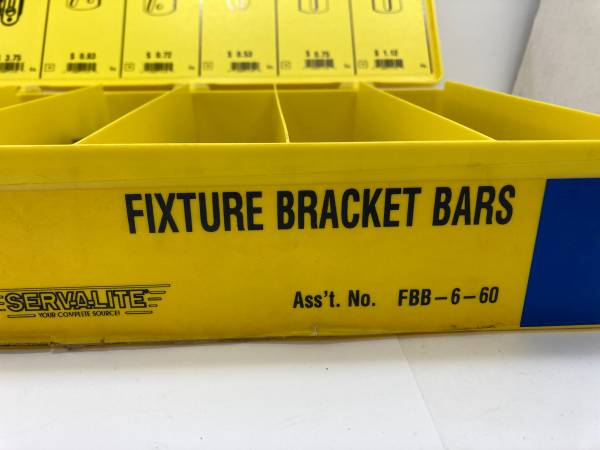 $ 3.75 $ 0.83 $ 0.72 $ 0.53 $ 0.75 $ 1.12
FIXTURE BRACKET BARS
SERV-A-LITE
YOUR COMPLETE SOURCE!
Ass't. No. FBB-6-60